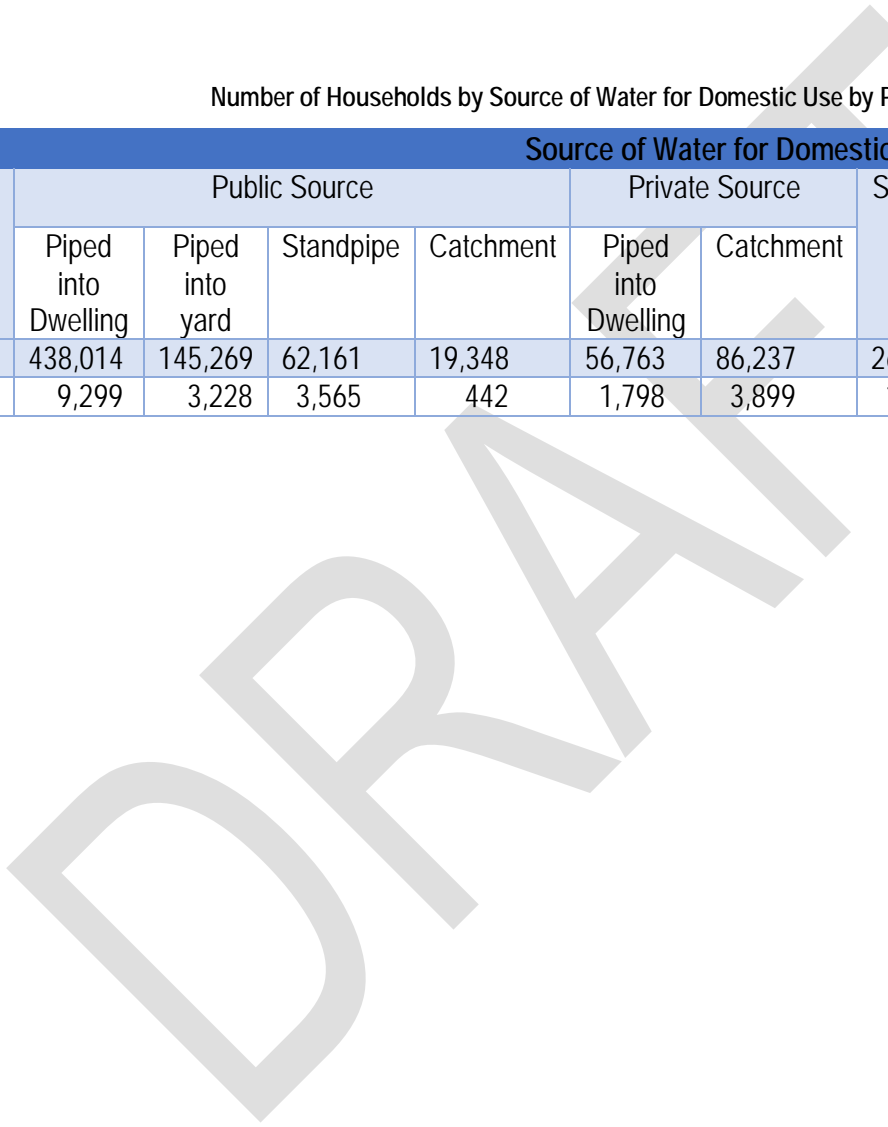 Number of Households by Source of Water for Domestic Use by
Source of Water for Domestic
Public Source Private Source
Piped into Dwelling Piped into yard Standpipe Catchment Piped into Dwelling Catchment
438,014 145,269 62,161 19,348 56,763 86,237
9,299 3,228 3,565 442 1,798 3,899
DRAFT